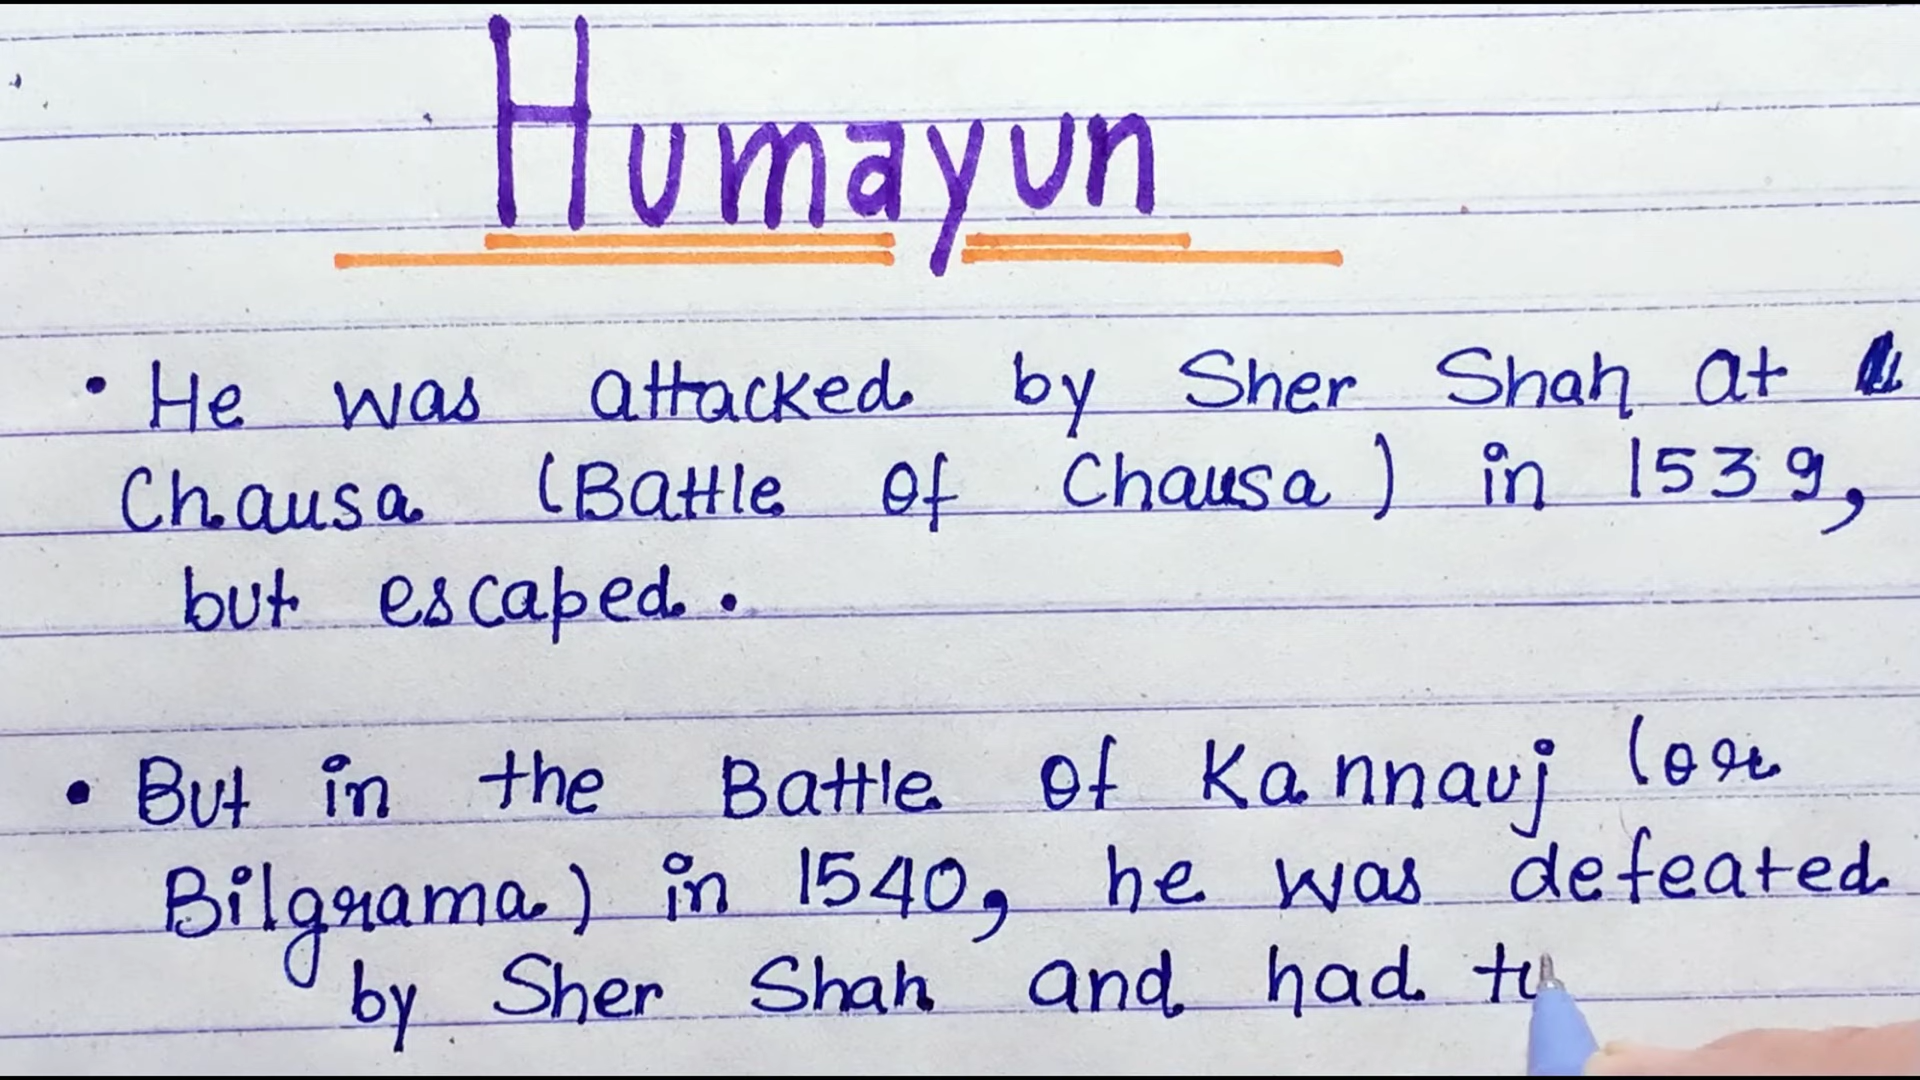 Humayun
• He was attacked by Sher Shah at
Chausa (Battle of Chausa) in 1539,
but escaped.
• But in the Battle of Kannauj (or
Bilgrama) in 1540, he was defeated
by Sher Shah and had